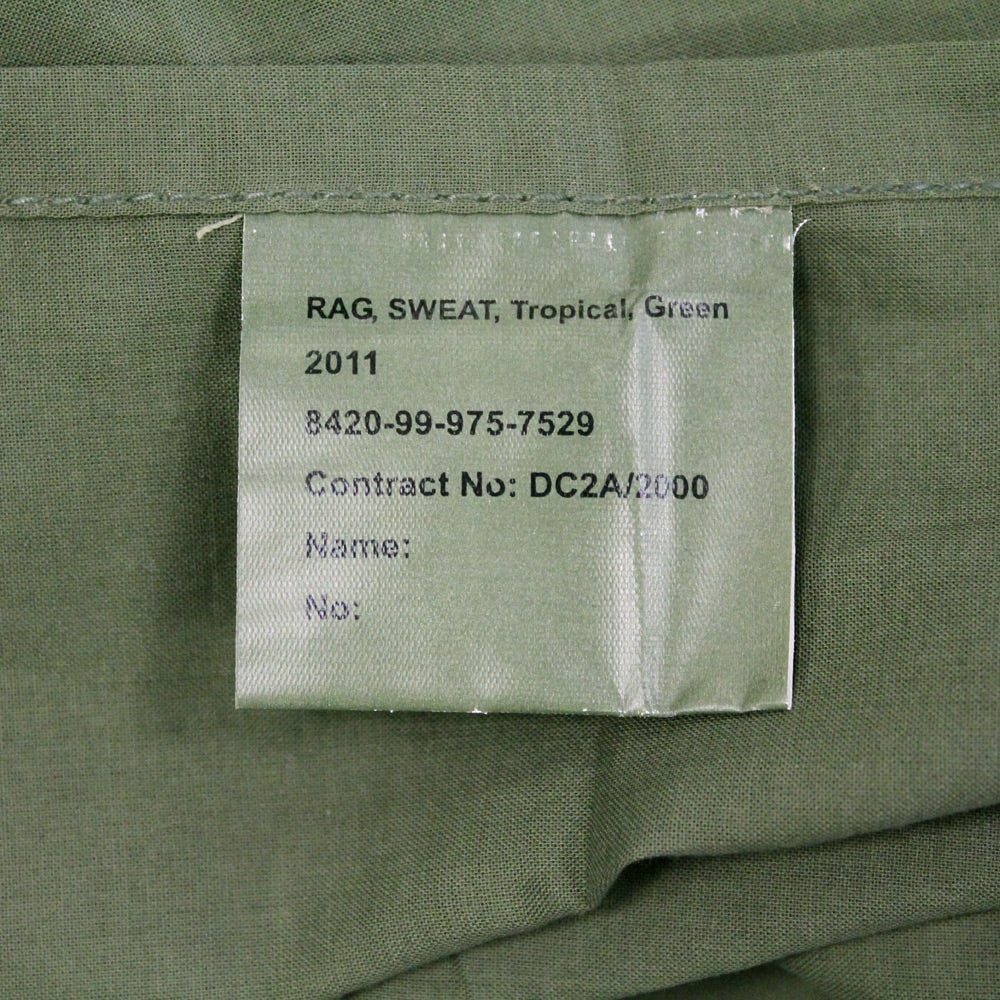 RAG, SWEAT, Tropical, Green
2011
8420-99-975-7529
Contract No: DC2A/2000
Name:
No: